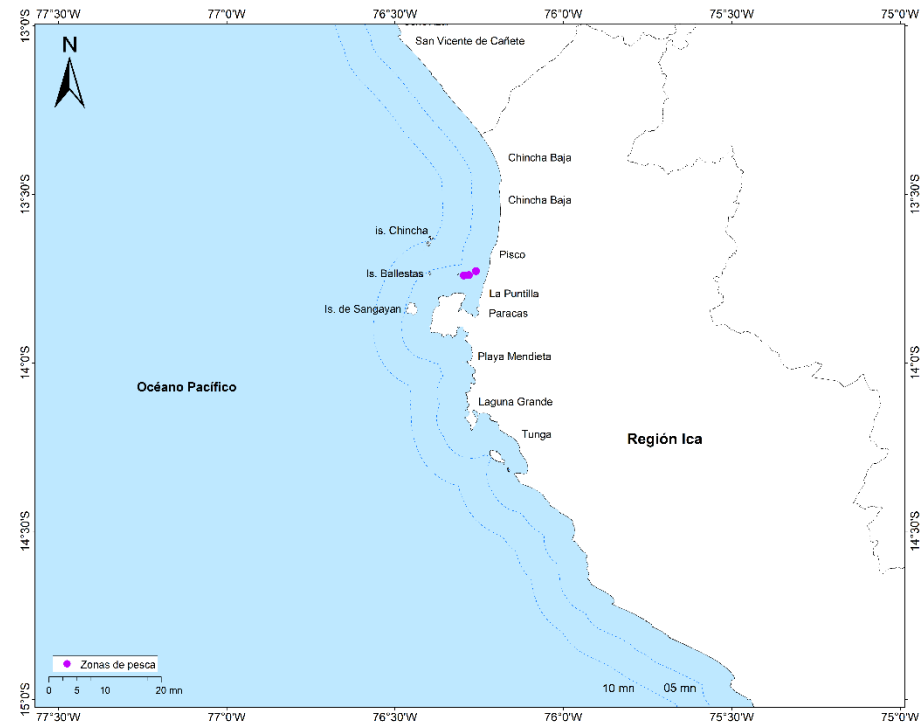 77°30'W 77°0'W 76°30'W 76°0'W 75°30'W 75°0'W
13°0'S
13°0'S
N
San Vicente de Cañete
Chincha Baja
13°30'S
13°30'S
Chincha Baja
is. Chincha
Pisco
Is. Ballestas
La Puntilla
Is. de Sangayan
Paracas
Playa Mendieta
14°0'S
14°0'S
Océano Pacífico
Laguna Grande
Tunga
Región Ica
14°30'S
14°30'S
Zonas de pesca
0 5 10 20 mn
10 mn 05 mn
15°0'S
15°0'S
77°30'W 77°0'W 76°30'W 76°0'W 75°30'W 75°0'W